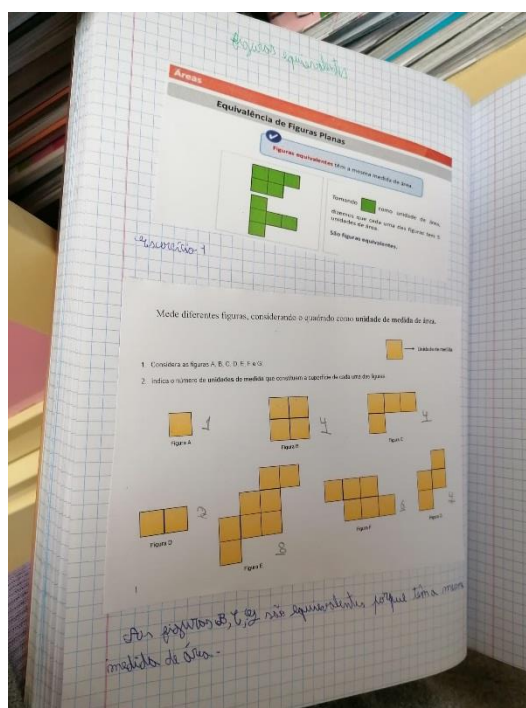 Figuras equivalentes
Áreas
Equivalência de Figuras Planas
Figuras equivalentes têm a mesma medida de área.
Tomando como unidade de área,
dizemos que cada uma das figuras tem
unidades de área.
São figuras equivalentes.
Exercício 1
Mede diferentes figuras, considerando o quadrado como unidade de medida de área.
Unidade de medida
1. Considera as figuras A, B, C, D, E, F e G.
2. Indica o número de unidades de medida que constituem a superfície de cada uma das figuras.
1
4
4
Figura A
Figura B
Figura C
2
8
Figura D
Figura E
Figura F
Figura G
1
As figuras B, C, G são equivalentes porque têm a mesma
medida de área.